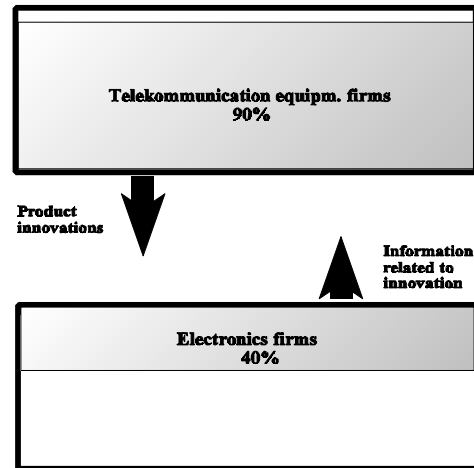 Telekommunication equipm. firms
90%
Product
innovations
Information
related to
innovation
Electronics firms
40%